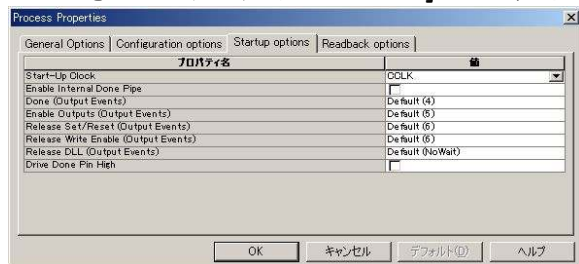 Process Properties
General Options Configuration options Startup options Readback options
プロパティ名 値
Start-Up Clock CCLK
Enable Internal Done Pipe
Done (Output Events) Default (4)
Enable Outputs (Output Events) Default (5)
Release Set/Reset (Output Events) Default (6)
Release Write Enable (Output Events) Default (6)
Release DLL (Output Events) Default (NoWait)
Drive Done Pin High
OK キャンセル デフォルト(D) ヘルプ